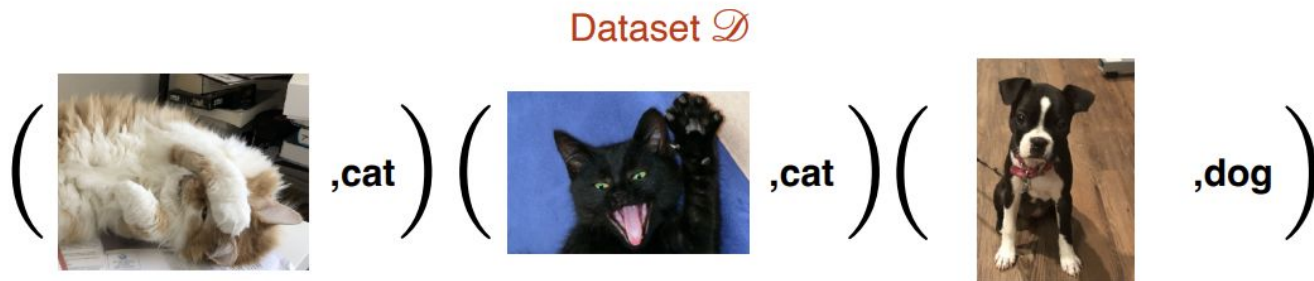 Dataset 𝒟
( ,cat ) ( ,cat ) ( ,dog )